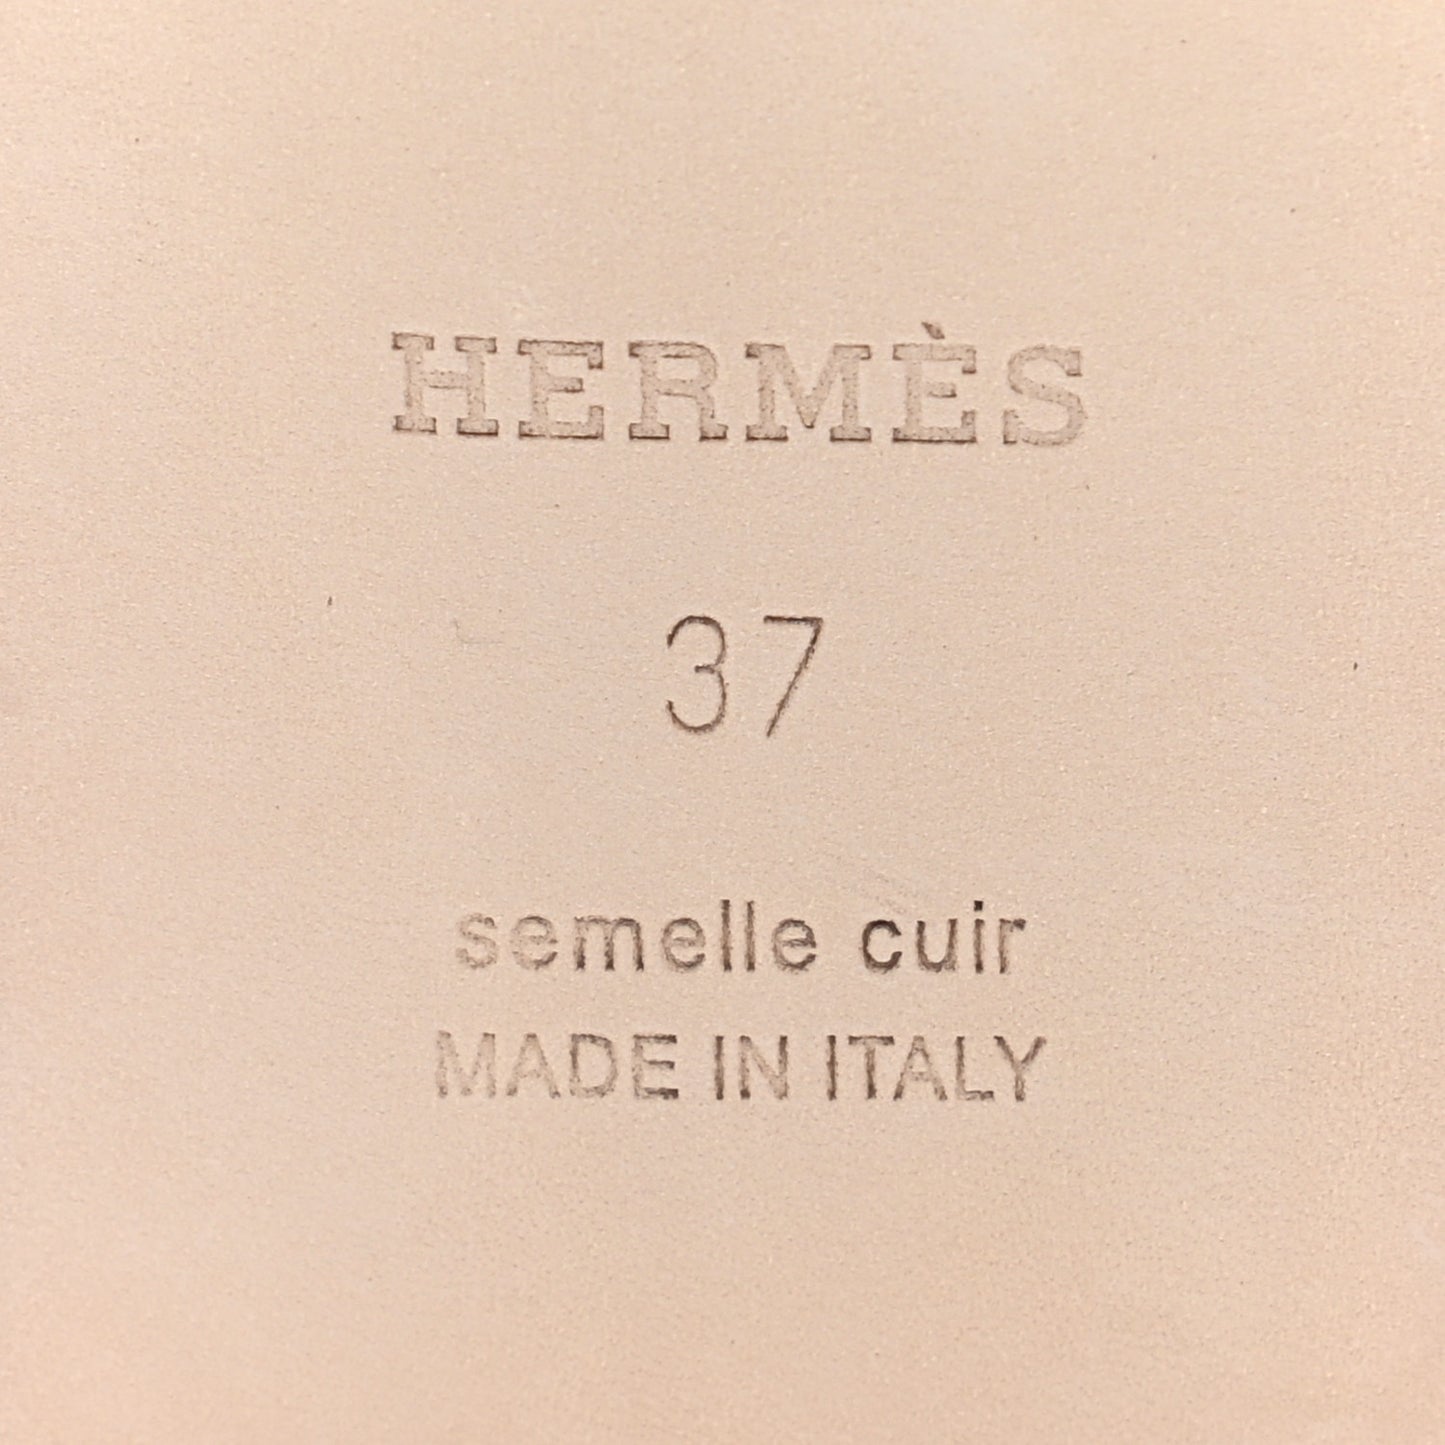 HERMÈS
37
semelle cuir
MADE IN ITALY